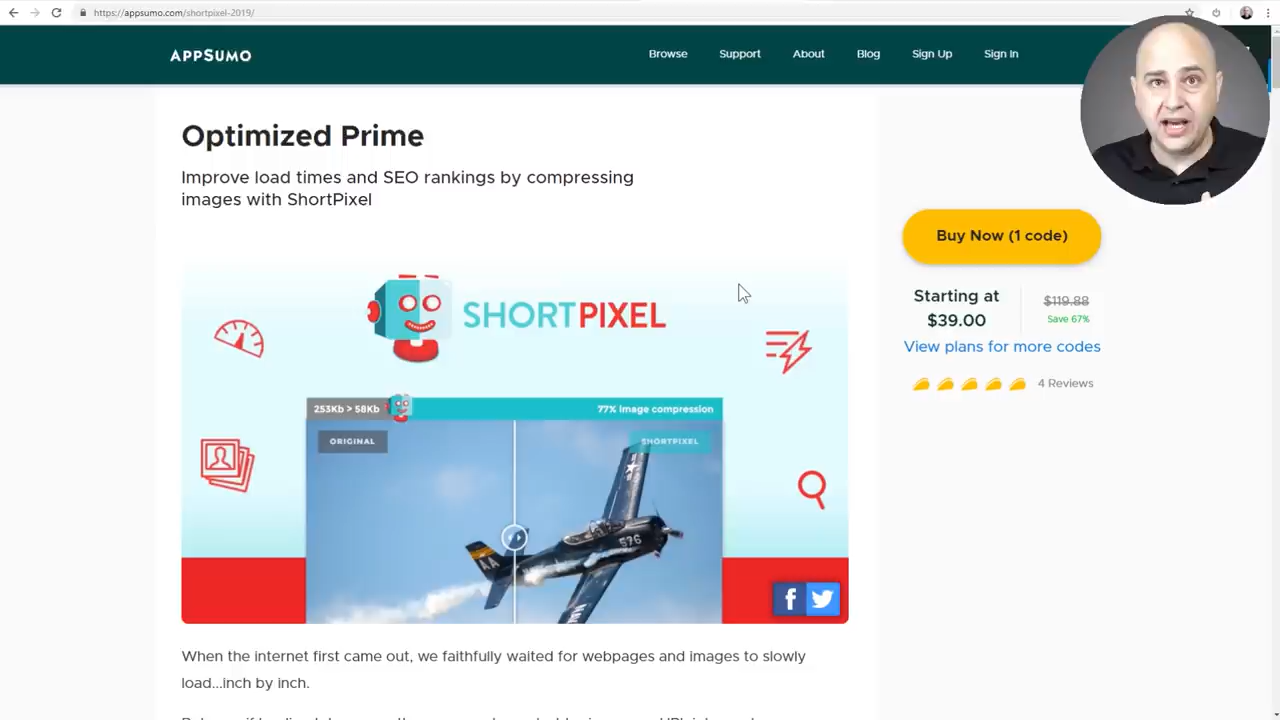 https://appsumo.com/shortpixel-2019/
APPSUMO
Browse
Support
About
Blog
Sign Up
Sign In
Optimized Prime
Improve load times and SEO rankings by compressing
images with ShortPixel
Buy Now (1 code)
Starting at
$39.00
$119.88
Save 67%
View plans for more codes
4 Reviews
SHORTPIXEL
253Kb > 58Kb
77% image compression
ORIGINAL
SHORTPIXEL
576
AA
When the internet first came out, we faithfully waited for webpages and images to slowly
load...inch by inch.